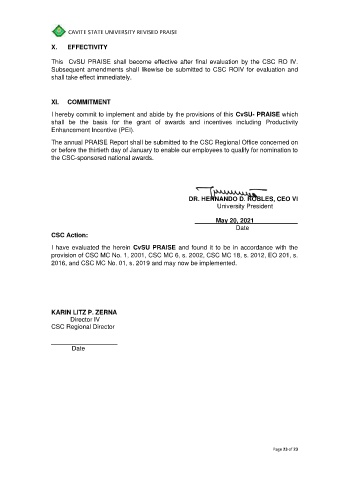 CAVITE STATE UNIVERSITY REVISED PRAISE
X. EFFECTIVITY
This CvSU PRAISE shall become effective after final evaluation by the CSC RO IV.
Subsequent amendments shall likewise be submitted to CSC ROIV for evaluation and
shall take effect immediately.
XI. COMMITMENT
I hereby commit to implement and abide by the provisions of this CvSU- PRAISE which
shall be the basis for the grant of awards and incentives including Productivity
Enhancement Incentive (PEI).
The annual PRAISE Report shall be submitted to the CSC Regional Office concerned on
or before the thirtieth day of January to enable our employees to qualify for nomination to
the CSC-sponsored national awards.
DR. HERNANDO D. ROBLES, CEO VI
University President
May 20, 2021
Date
CSC Action:
I have evaluated the herein CvSU PRAISE and found it to be in accordance with the
provision of CSC MC No. 1, 2001, CSC MC 6, s. 2002, CSC MC 18, s. 2012, EO 201, s.
2016, and CSC MC No. 01, s. 2019 and may now be implemented.
KARIN LITZ P. ZERNA
Director IV
CSC Regional Director
Date